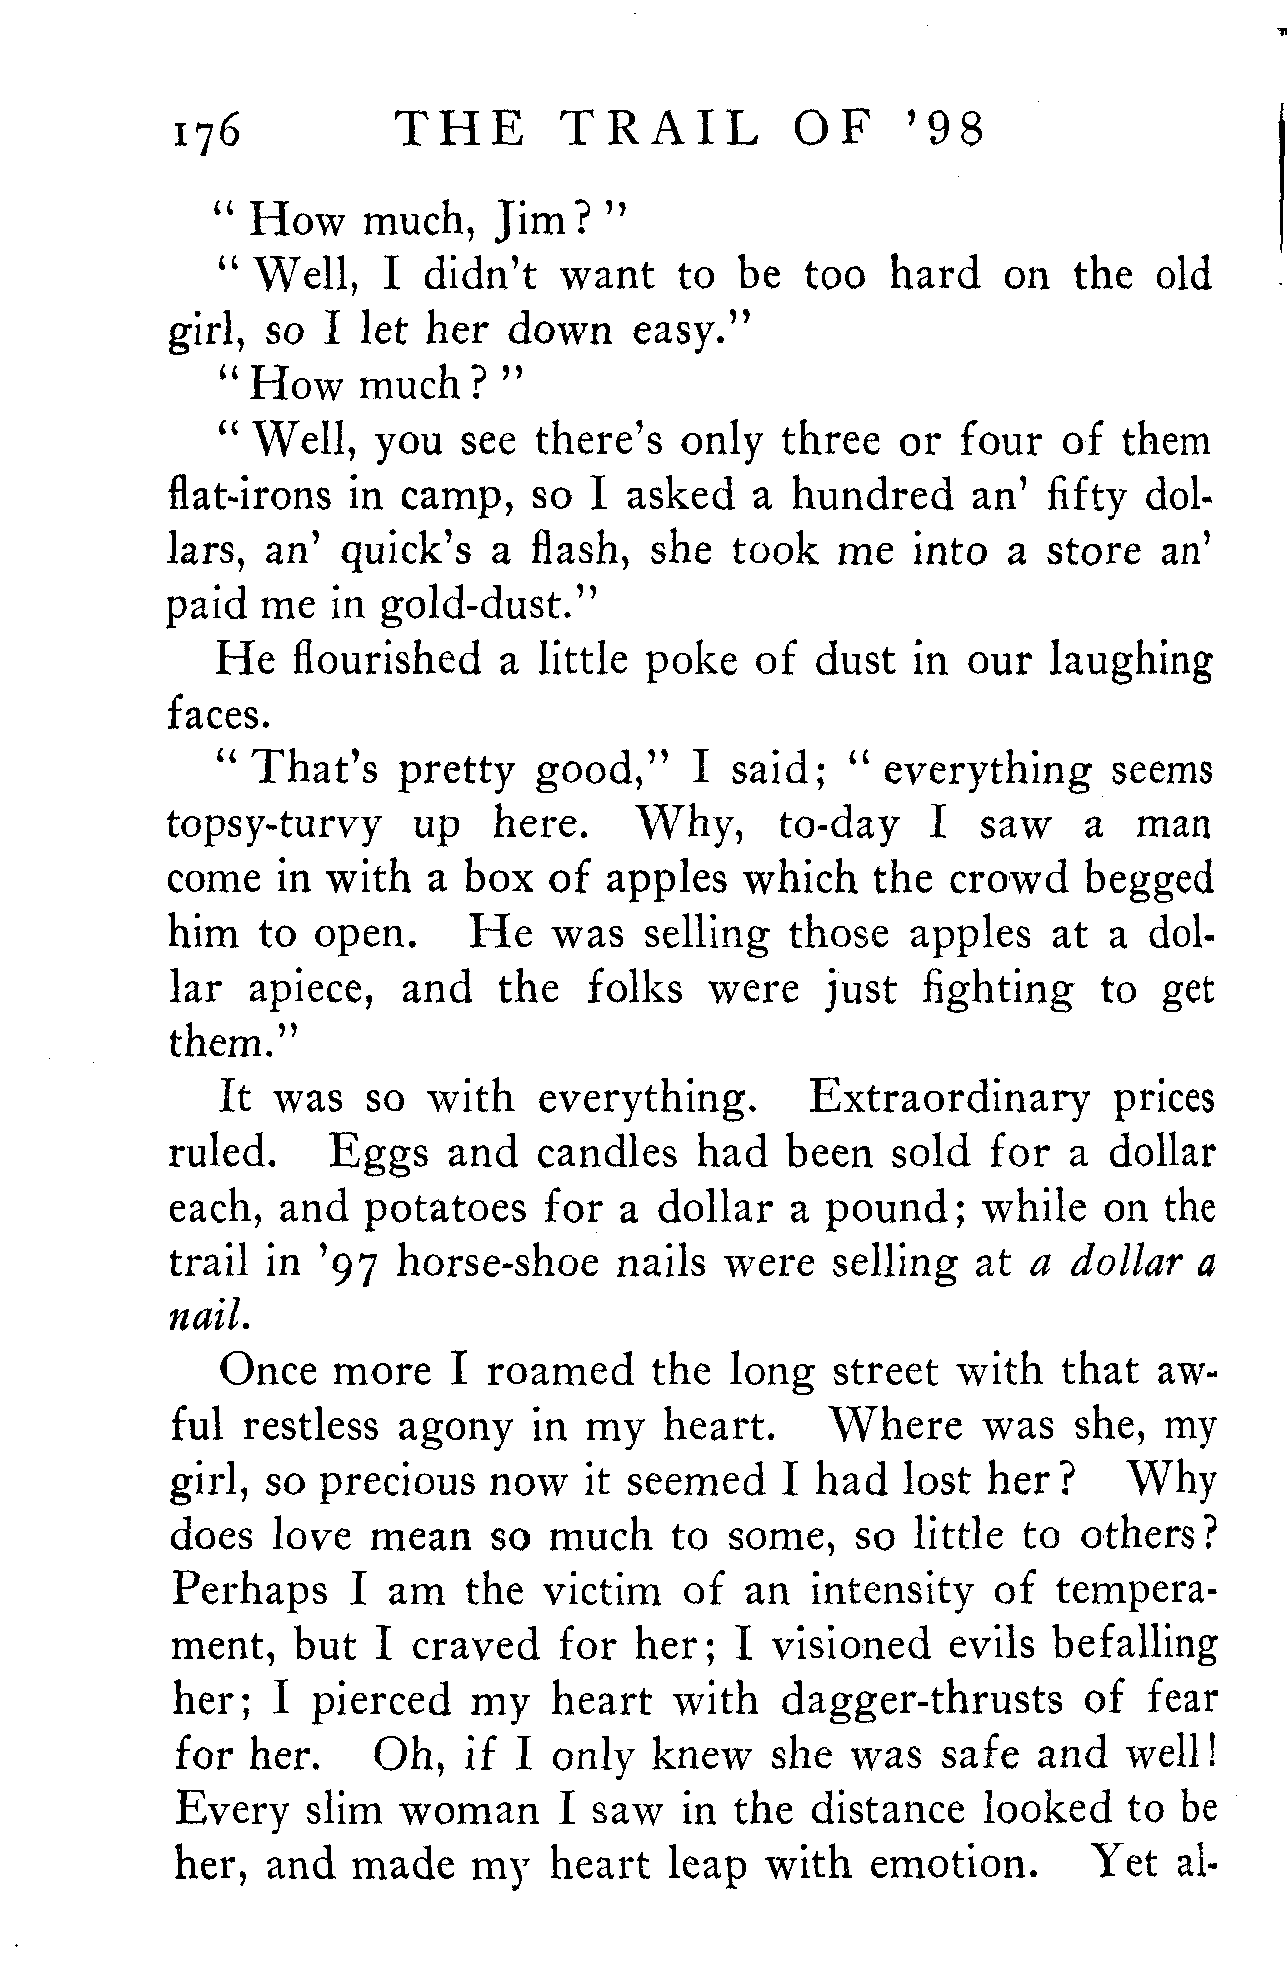 176 THE TRAIL OF '98
" How much, Jim? "
" Well, I didn't want to be too hard on the old
girl, so I let her down easy."
" How much? "
" Well, you see there's only three or four of them
flat-irons in camp, so I asked a hundred an' fifty dol-
lars, an' quick's a flash, she took me into a store an'
paid me in gold-dust."
He flourished a little poke of dust in our laughing
faces.
" That's pretty good," I said; " everything seems
topsy-turvy up here. Why, to-day I saw a man
come in with a box of apples which the crowd begged
him to open. He was selling those apples at a dol-
lar apiece, and the folks were just fighting to get
them."
It was so with everything. Extraordinary prices
ruled. Eggs and candles had been sold for a dollar
each, and potatoes for a dollar a pound; while on the
trail in '97 horse-shoe nails were selling at a dollar a
nail.
Once more I roamed the long street with that aw-
ful restless agony in my heart. Where was she, my
girl, so precious now it seemed I had lost her? Why
does love mean so much to some, so little to others?
Perhaps I am the victim of an intensity of tempera-
ment, but I craved for her; I visioned evils befalling
her; I pierced my heart with dagger-thrusts of fear
for her. Oh, if I only knew she was safe and well!
Every slim woman I saw in the distance looked to be
her, and made my heart leap with emotion. Yet al-